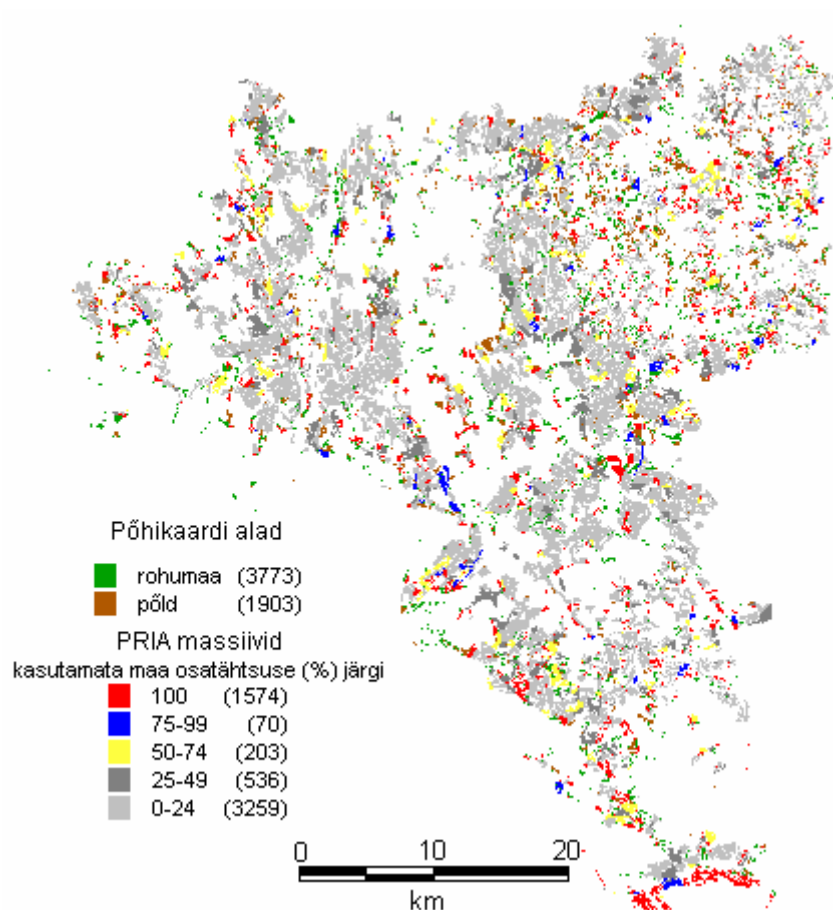 Põhikaardi alad
rohumaa (3773)
põld (1903)
PRIA massiivid
kasutamata maa osatähtsuse (%) järgi
100 (1574)
75-99 (70)
50-74 (203)
25-49 (536)
0-24 (3259)
0 10 20
km